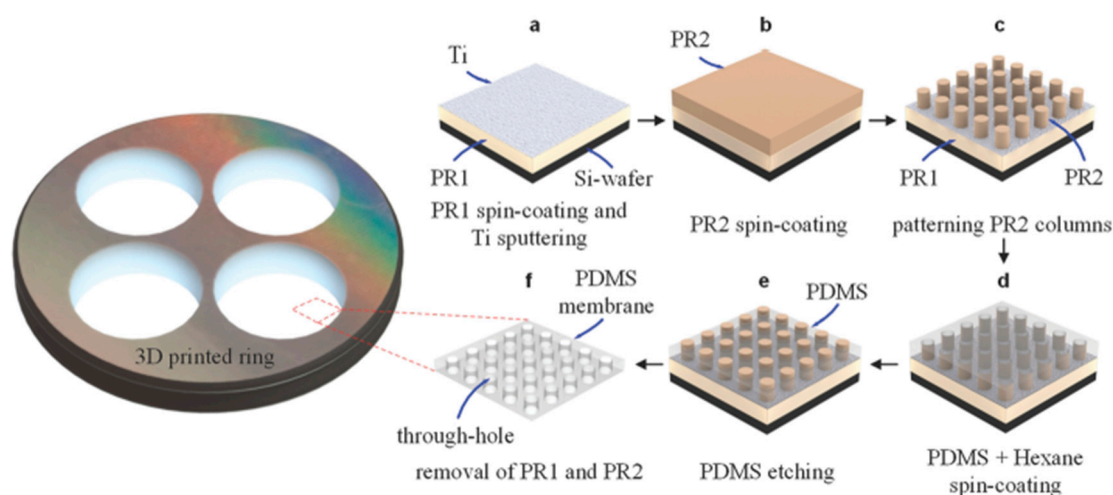 a
Ti
PR1
Si-wafer
PR1 spin-coating and
Ti sputtering
b
PR2
PR2 spin-coating
c
PR1
PR2
patterning PR2 columns
d
PDMS + Hexane
spin-coating
e
PDMS
PDMS etching
f
PDMS
membrane
through-hole
removal of PR1 and PR2
3D printed ring